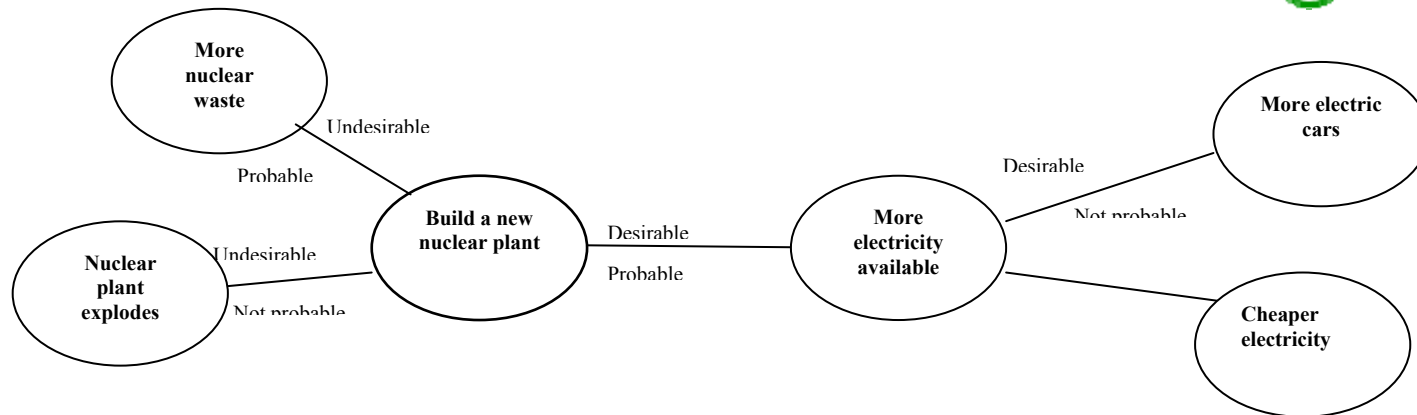 More
nuclear
waste
Undesirable
Probable
Build a new
nuclear plant
Undesirable
Nuclear
plant
explodes
Not probable
Desirable
Probable
More
electricity
available
Desirable
Not probable
More electric
cars
Cheaper
electricity